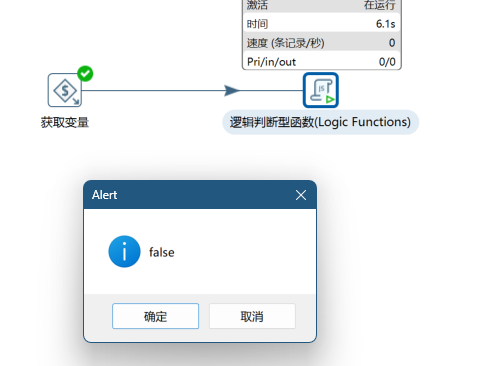 激活 在运行
时间 6.1s
速度 (条记录/秒) 0
Pri/in/out 0/0
$
JS
获取变量
逻辑判断型函数(Logic Functions)
Alert
false
确定 取消